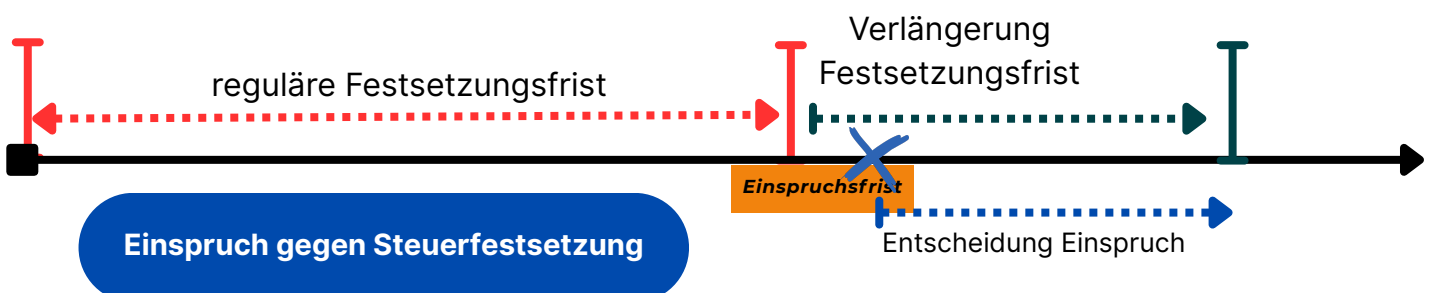 reguläre Festsetzungsfrist
Verlängerung
Festsetzungsfrist
Einspruchsfrist
Einspruch gegen Steuerfestsetzung
Entscheidung Einspruch